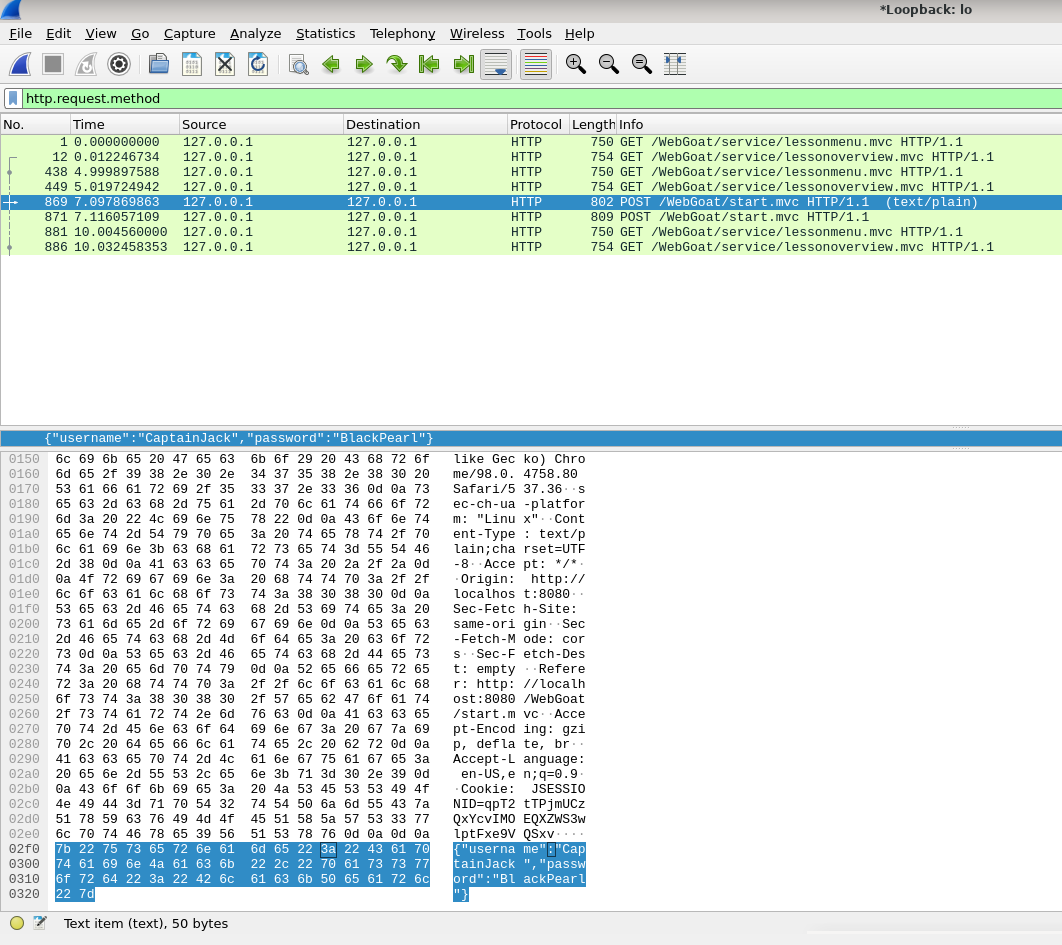 *Loopback: lo
File Edit View Go Capture Analyze Statistics Telephony Wireless Tools Help
http.request.method
No. Time Source Destination Protocol Length Info
1 0.000000000 127.0.0.1 127.0.0.1 HTTP 750 GET /WebGoat/service/lessonmenu.mvc HTTP/1.1
12 0.012246734 127.0.0.1 127.0.0.1 HTTP 754 GET /WebGoat/service/lessonoverview.mvc HTTP/1.1
438 4.999897588 127.0.0.1 127.0.0.1 HTTP 750 GET /WebGoat/service/lessonmenu.mvc HTTP/1.1
449 5.019724942 127.0.0.1 127.0.0.1 HTTP 754 GET /WebGoat/service/lessonoverview.mvc HTTP/1.1
869 7.097869863 127.0.0.1 127.0.0.1 HTTP 802 POST /WebGoat/start.mvc HTTP/1.1 (text/plain)
871 7.116057109 127.0.0.1 127.0.0.1 HTTP 809 POST /WebGoat/start.mvc HTTP/1.1
881 10.004560000 127.0.0.1 127.0.0.1 HTTP 750 GET /WebGoat/service/lessonmenu.mvc HTTP/1.1
886 10.032458353 127.0.0.1 127.0.0.1 HTTP 754 GET /WebGoat/service/lessonoverview.mvc HTTP/1.1
{"username":"CaptainJack","password":"BlackPearl"}
0150 6c 69 6b 65 20 47 65 63 6b 6f 29 20 43 68 72 6f like Gec ko) Chro
0160 6d 65 2f 39 38 2e 30 2e 34 37 35 38 2e 38 30 20 me/98.0. 4758.80
0170 53 61 66 61 72 69 2f 35 33 37 2e 33 36 0d 0a 73 Safari/5 37.36··s
0180 65 63 2d 63 68 2d 75 61 2d 70 6c 61 74 66 6f 72 ec-ch-ua -platfor
0190 6d 3a 20 22 4c 69 6e 75 78 22 0d 0a 43 6f 6e 74 m: "Linu x"··Cont
01a0 65 6e 74 2d 54 79 70 65 3a 20 74 65 78 74 2f 70 ent-Type : text/p
01b0 6c 61 69 6e 3b 63 68 61 72 73 65 74 3d 55 54 46 lain;cha rset=UTF
01c0 2d 38 0d 0a 41 63 63 65 70 74 3a 20 2a 2f 2a 0d -8··Acce pt: */*·
01d0 0a 4f 72 69 67 69 6e 3a 20 68 74 74 70 3a 2f 2f ·Origin: http://
01e0 6c 6f 63 61 6c 68 6f 73 74 3a 38 30 38 30 0d 0a localhos t:8080··
01f0 53 65 63 2d 46 65 74 63 68 2d 53 69 74 65 3a 20 Sec-Fetc h-Site:
0200 73 61 6d 65 2d 6f 72 69 67 69 6e 0d 0a 53 65 63 same-ori gin··Sec
0210 2d 46 65 74 63 68 2d 4d 6f 64 65 3a 20 63 6f 72 -Fetch-M ode: cor
0220 73 0d 0a 53 65 63 2d 46 65 74 63 68 2d 44 65 73 s··Sec-F etch-Des
0230 74 3a 20 65 6d 70 74 79 0d 0a 52 65 66 65 72 65 t: empty ··Refere
0240 72 3a 20 68 74 74 70 3a 2f 2f 6c 6f 63 61 6c 68 r: http: //localh
0250 6f 73 74 3a 38 30 38 30 2f 57 65 62 47 6f 61 74 ost:8080 /WebGoat
0260 2f 73 74 61 72 74 2e 6d 76 63 0d 0a 41 63 63 65 /start.m vc··Acce
0270 70 74 2d 45 6e 63 6f 64 69 6e 67 3a 20 67 7a 69 pt-Encod ing: gzi
0280 70 2c 20 64 65 66 6c 61 74 65 2c 20 62 72 0d 0a p, defla te, br··
0290 41 63 63 65 70 74 2d 4c 61 6e 67 75 61 67 65 3a Accept-L anguage:
02a0 20 65 6e 2d 55 53 2c 65 6e 3b 71 3d 30 2e 39 0d en-US,e n;q=0.9·
02b0 0a 43 6f 6f 6b 69 65 3a 20 4a 53 45 53 53 49 4f ·Cookie: JSESSIO
02c0 4e 49 44 3d 71 70 54 32 74 54 50 6a 6d 55 43 7a NID=qpT2 tTPjmUCz
02d0 51 78 59 63 76 49 4d 4f 45 51 58 5a 57 53 33 77 QxYcvIMO EQXZWS3w
02e0 6c 70 74 46 78 65 39 56 51 53 78 76 0d 0a 0d 0a lptFxe9V QSxv····
02f0 7b 22 75 73 65 72 6e 61 6d 65 22 3a 22 43 61 70 {"userna me":"Cap
0300 74 61 69 6e 4a 61 63 6b 22 2c 22 70 61 73 73 77 tainJack ","passw
0310 6f 72 64 22 3a 22 42 6c 61 63 6b 50 65 61 72 6c ord":"Bl ackPearl
0320 22 7d "}
Text item (text), 50 bytes